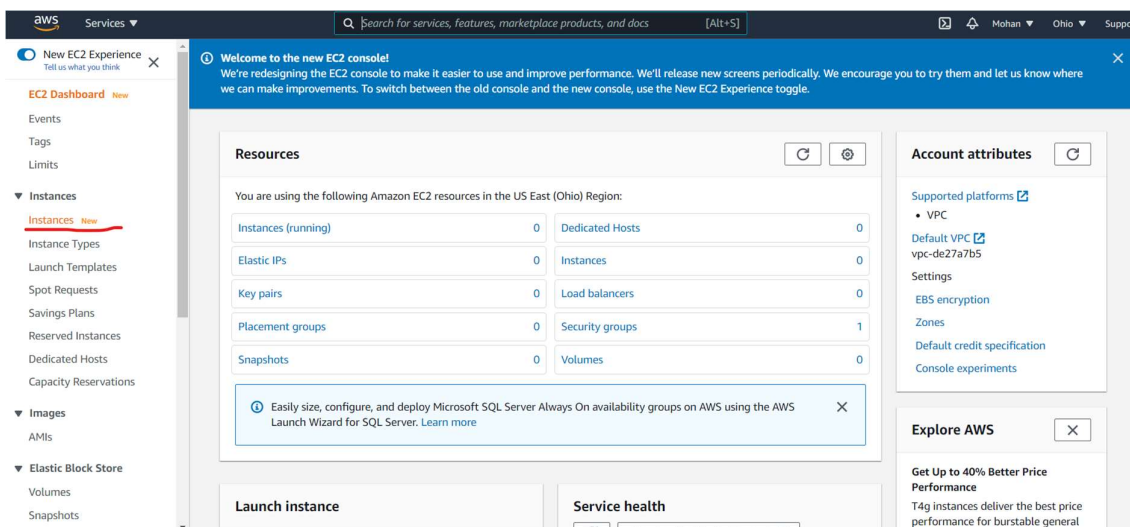 aws Services ▼ Search for services, features, marketplace products, and docs [Alt+S] Mohan ▼ Ohio ▼
New EC2 Experience
Tell us what you think
EC2 Dashboard New
Events
Tags
Limits
▼ Instances
Instances New
Instance Types
Launch Templates
Spot Requests
Savings Plans
Reserved Instances
Dedicated Hosts
Capacity Reservations
▼ Images
AMIs
▼ Elastic Block Store
Volumes
Snapshots
Welcome to the new EC2 console!
We're redesigning the EC2 console to make it easier to use and improve performance. We'll release new screens periodically. We encourage you to try them and let us know where
we can make improvements. To switch between the old console and the new console, use the New EC2 Experience toggle.
Resources
You are using the following Amazon EC2 resources in the US East (Ohio) Region:
Instances (running) 0 Dedicated Hosts 0
Elastic IPs 0 Instances 0
Key pairs 0 Load balancers 0
Placement groups 0 Security groups 1
Snapshots 0 Volumes 0
Easily size, configure, and deploy Microsoft SQL Server Always On availability groups on AWS using the AWS
Launch Wizard for SQL Server. Learn more
Launch instance
Service health
Account attributes
Supported platforms
• VPC
Default VPC
vpc-de27a7b5
Settings
EBS encryption
Zones
Default credit specification
Console experiments
Explore AWS
Get Up to 40% Better Price
Performance
T4g instances deliver the best price
performance for burstable general